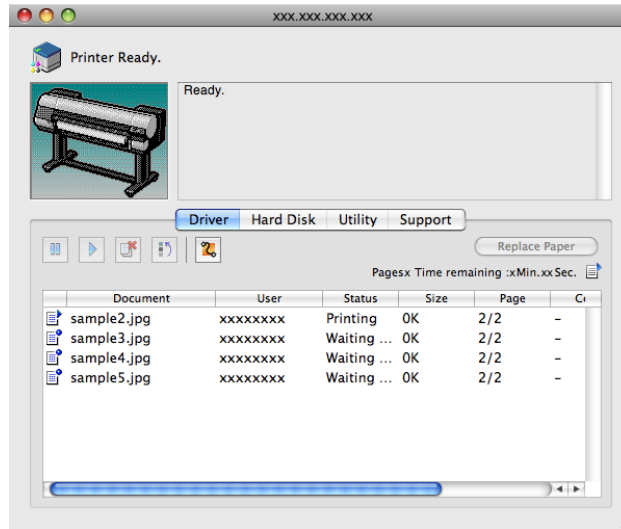 xxx.xxx.xxx.xxx
Printer Ready.
Ready.
Driver Hard Disk Utility Support
Replace Paper
Pagesx Time remaining :xMin.xx Sec.
Document User Status Size Page
sample2.jpg xxxxxxxx Printing 0K 2/2 –
sample3.jpg xxxxxxxx Waiting ... 0K 2/2 –
sample4.jpg xxxxxxxx Waiting ... 0K 2/2 –
sample5.jpg xxxxxxxx Waiting ... 0K 2/2 –